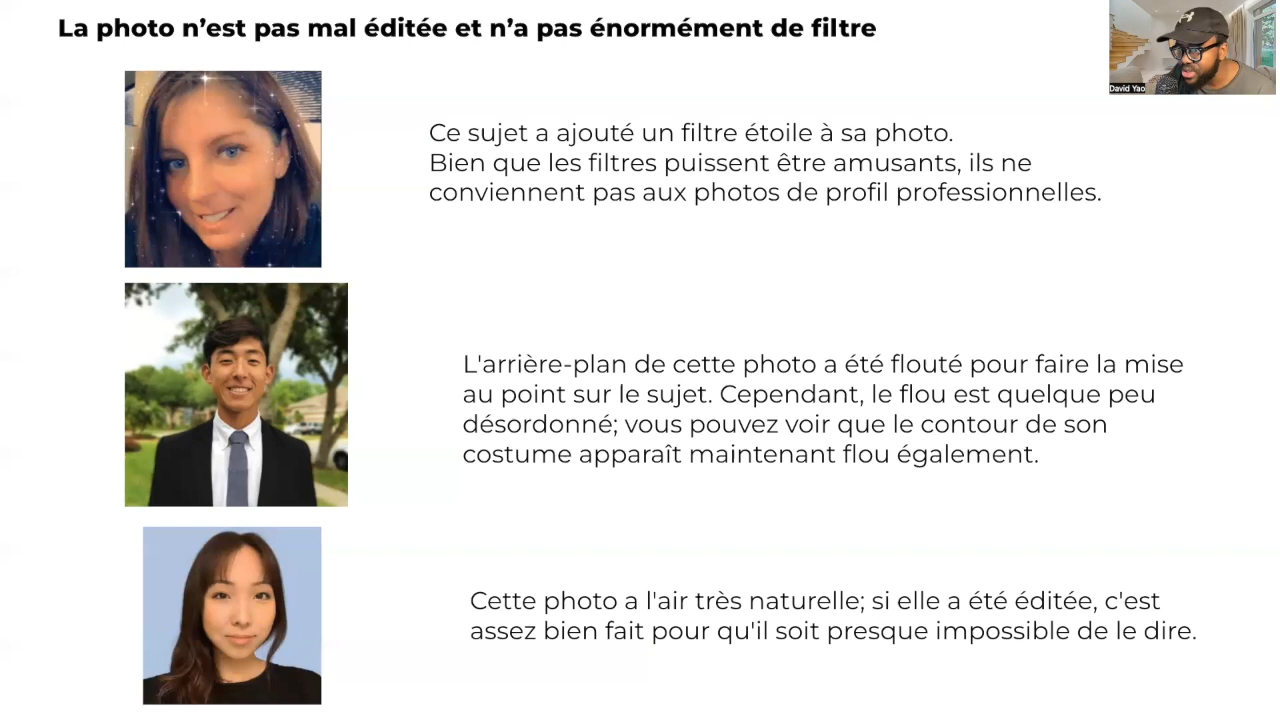 La photo n’est pas mal éditée et n’a pas énormément de filtre
David Yao
Ce sujet a ajouté un filtre étoile à sa photo.
Bien que les filtres puissent être amusants, ils ne
conviennent pas aux photos de profil professionnelles.
L'arrière-plan de cette photo a été flouté pour faire la mise
au point sur le sujet. Cependant, le flou est quelque peu
désordonné; vous pouvez voir que le contour de son
costume apparaît maintenant flou également.
Cette photo a l'air très naturelle; si elle a été éditée, c'est
assez bien fait pour qu'il soit presque impossible de le dire.